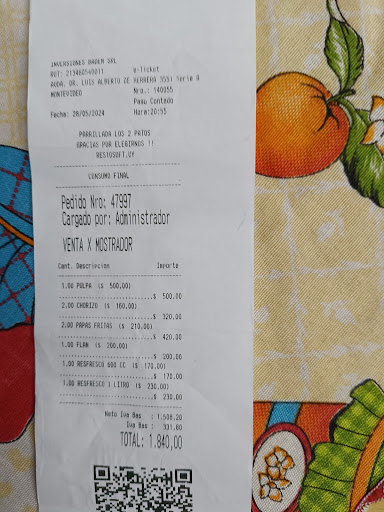 INVERSIONES BADEM SRL
RUT: 213460540011 e-Ticket
AVDA. DR. LUIS ALBERTO DE HERRERA 3551 Serie B
MONTEVIDEO Nro.: 140055
Pago Contado
Fecha: 28/05/2024 Hora:20:55
PARRILLADA LOS 2 PATOS
GRACIAS POR ELEGIRNOS !!
RESTOSOFT.UY
CONSUMO FINAL
Pedido Nro: 47997
Cargado por: Administrador
VENTA X MOSTRADOR
Cant. Descripcion Importe
1.00 PULPA ($ 500,00)
$ 500.00
2.00 CHORIZO ($ 160,00)
$ 320.00
2.00 PAPAS FRITAS ($ 210,00)
$ 420.00
1.00 FLAN ($ 200,00)
$ 200.00
1.00 RESFRESCO 600 CC ($ 170,00)
$ 170.00
1.00 RESFRESCO 1 LITRO ($ 230,00)
$ 230.00
Neto Iva Bas : 1.508.20
Iva Bas : 331.80
TOTAL: 1.840,00